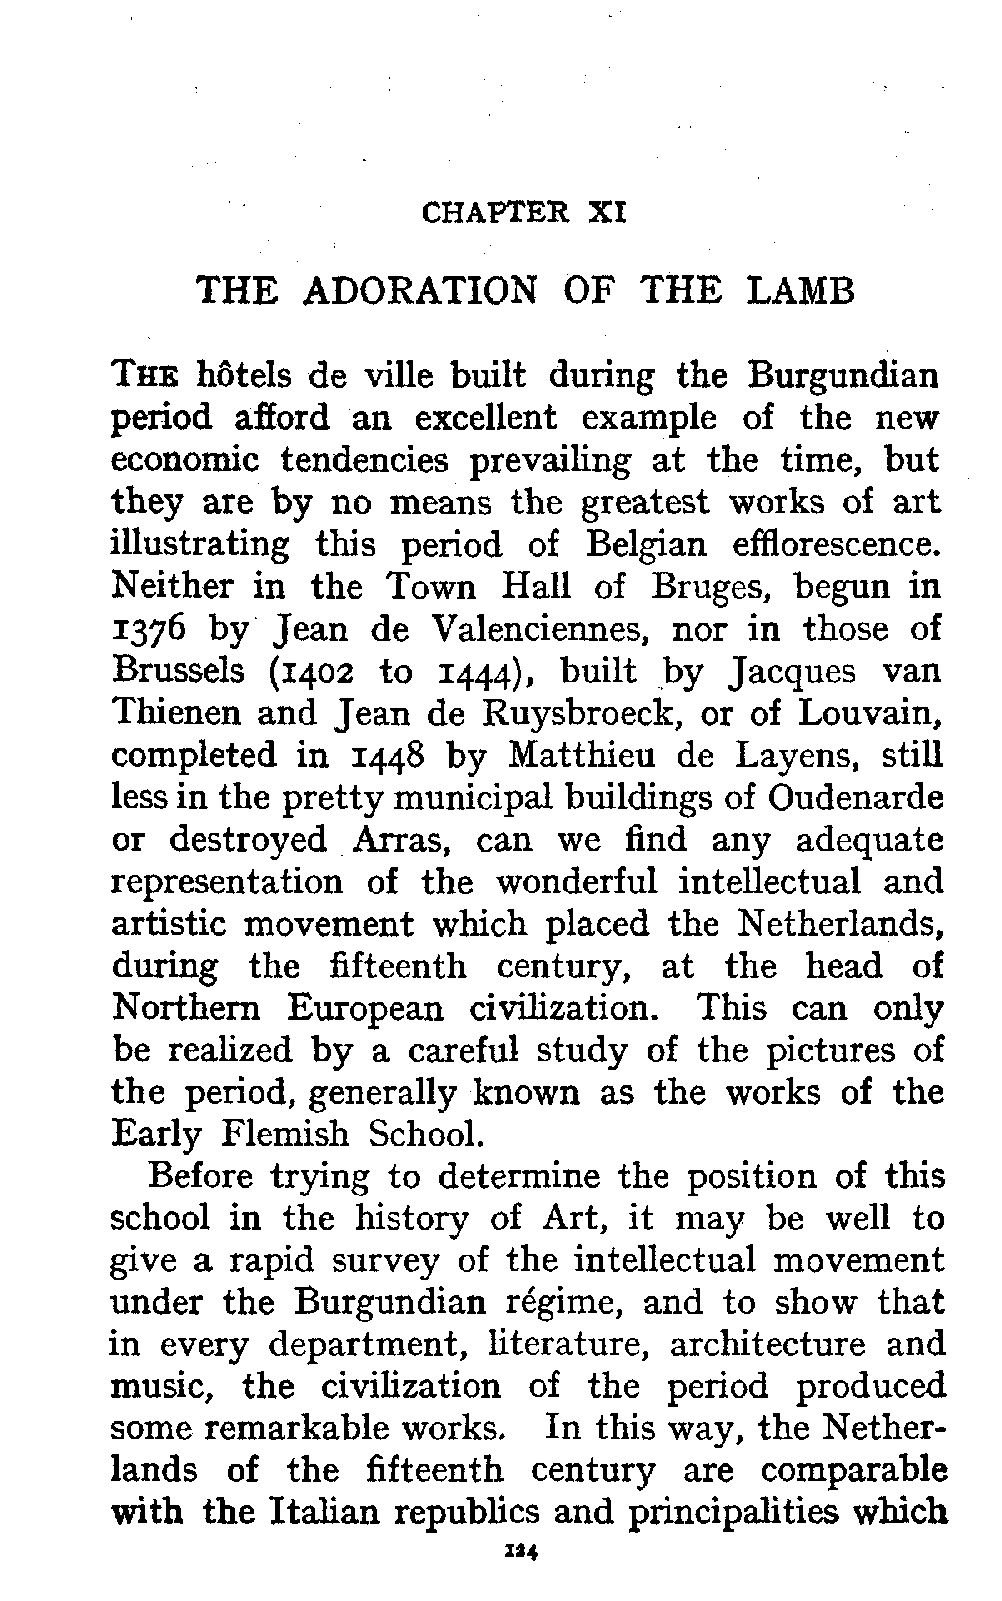 CHAPTER XI
THE ADORATION OF THE LAMB
THE hôtels de ville built during the Burgundian
period afford an excellent example of the new
economic tendencies prevailing at the time, but
they are by no means the greatest works of art
illustrating this period of Belgian efflorescence.
Neither in the Town Hall of Bruges, begun in
1376 by Jean de Valenciennes, nor in those of
Brussels (1402 to 1444), built by Jacques van
Thienen and Jean de Ruysbroeck, or of Louvain,
completed in 1448 by Matthieu de Layens, still
less in the pretty municipal buildings of Oudenarde
or destroyed Arras, can we find any adequate
representation of the wonderful intellectual and
artistic movement which placed the Netherlands,
during the fifteenth century, at the head of
Northern European civilization. This can only
be realized by a careful study of the pictures of
the period, generally known as the works of the
Early Flemish School.
Before trying to determine the position of this
school in the history of Art, it may be well to
give a rapid survey of the intellectual movement
under the Burgundian régime, and to show that
in every department, literature, architecture and
music, the civilization of the period produced
some remarkable works. In this way, the Nether-
lands of the fifteenth century are comparable
with the Italian republics and principalities which
124